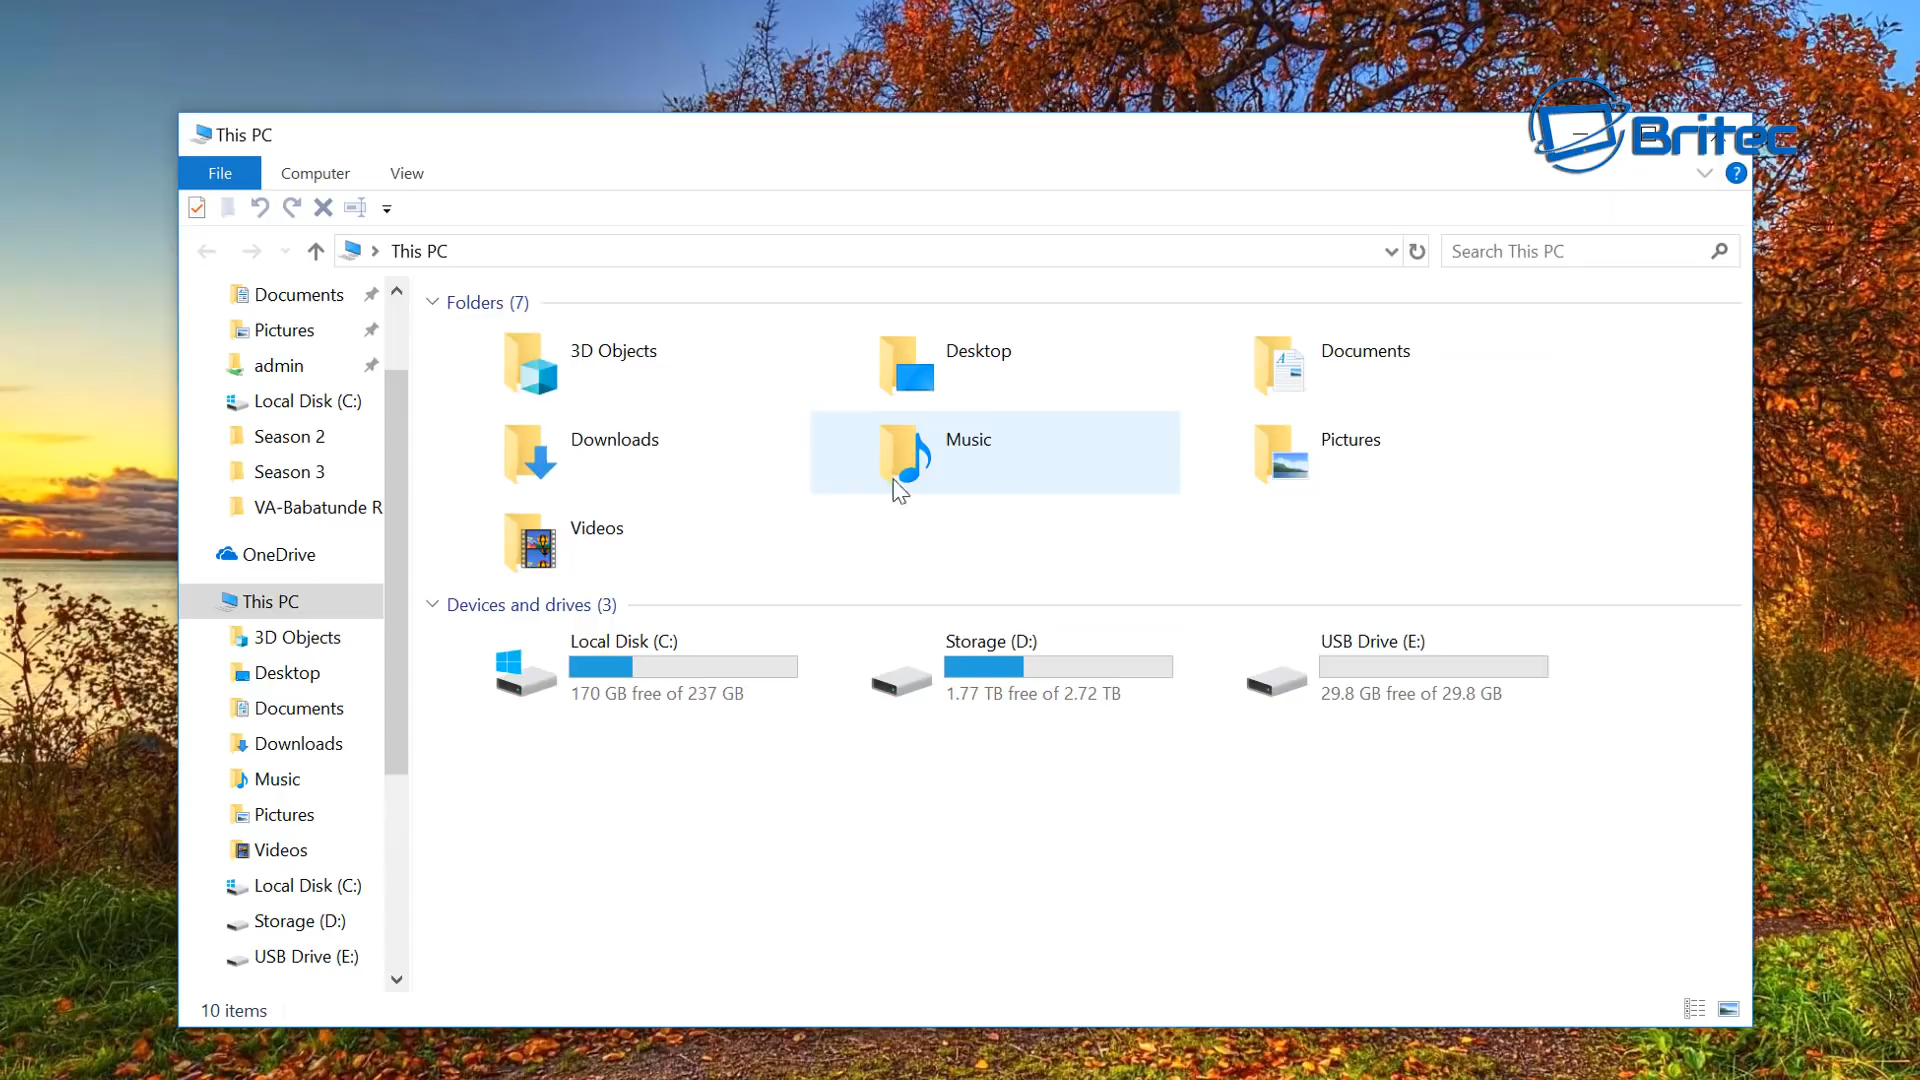 This PC
Britec
File Computer View
This PC
Search This PC
Documents
Pictures
admin
Local Disk (C:)
Season 2
Season 3
VA-Babatunde R
OneDrive
This PC
3D Objects
Desktop
Documents
Downloads
Music
Pictures
Videos
Local Disk (C:)
Storage (D:)
USB Drive (E:)
Folders (7)
3D Objects
Desktop
Documents
Downloads
Music
Pictures
Videos
Devices and drives (3)
Local Disk (C:)
170 GB free of 237 GB
Storage (D:)
1.77 TB free of 2.72 TB
USB Drive (E:)
29.8 GB free of 29.8 GB
10 items